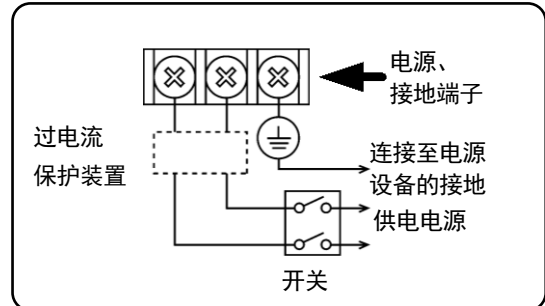 电源、
接地端子
过电流
保护装置
连接至电源
设备的接地
供电电源
开关